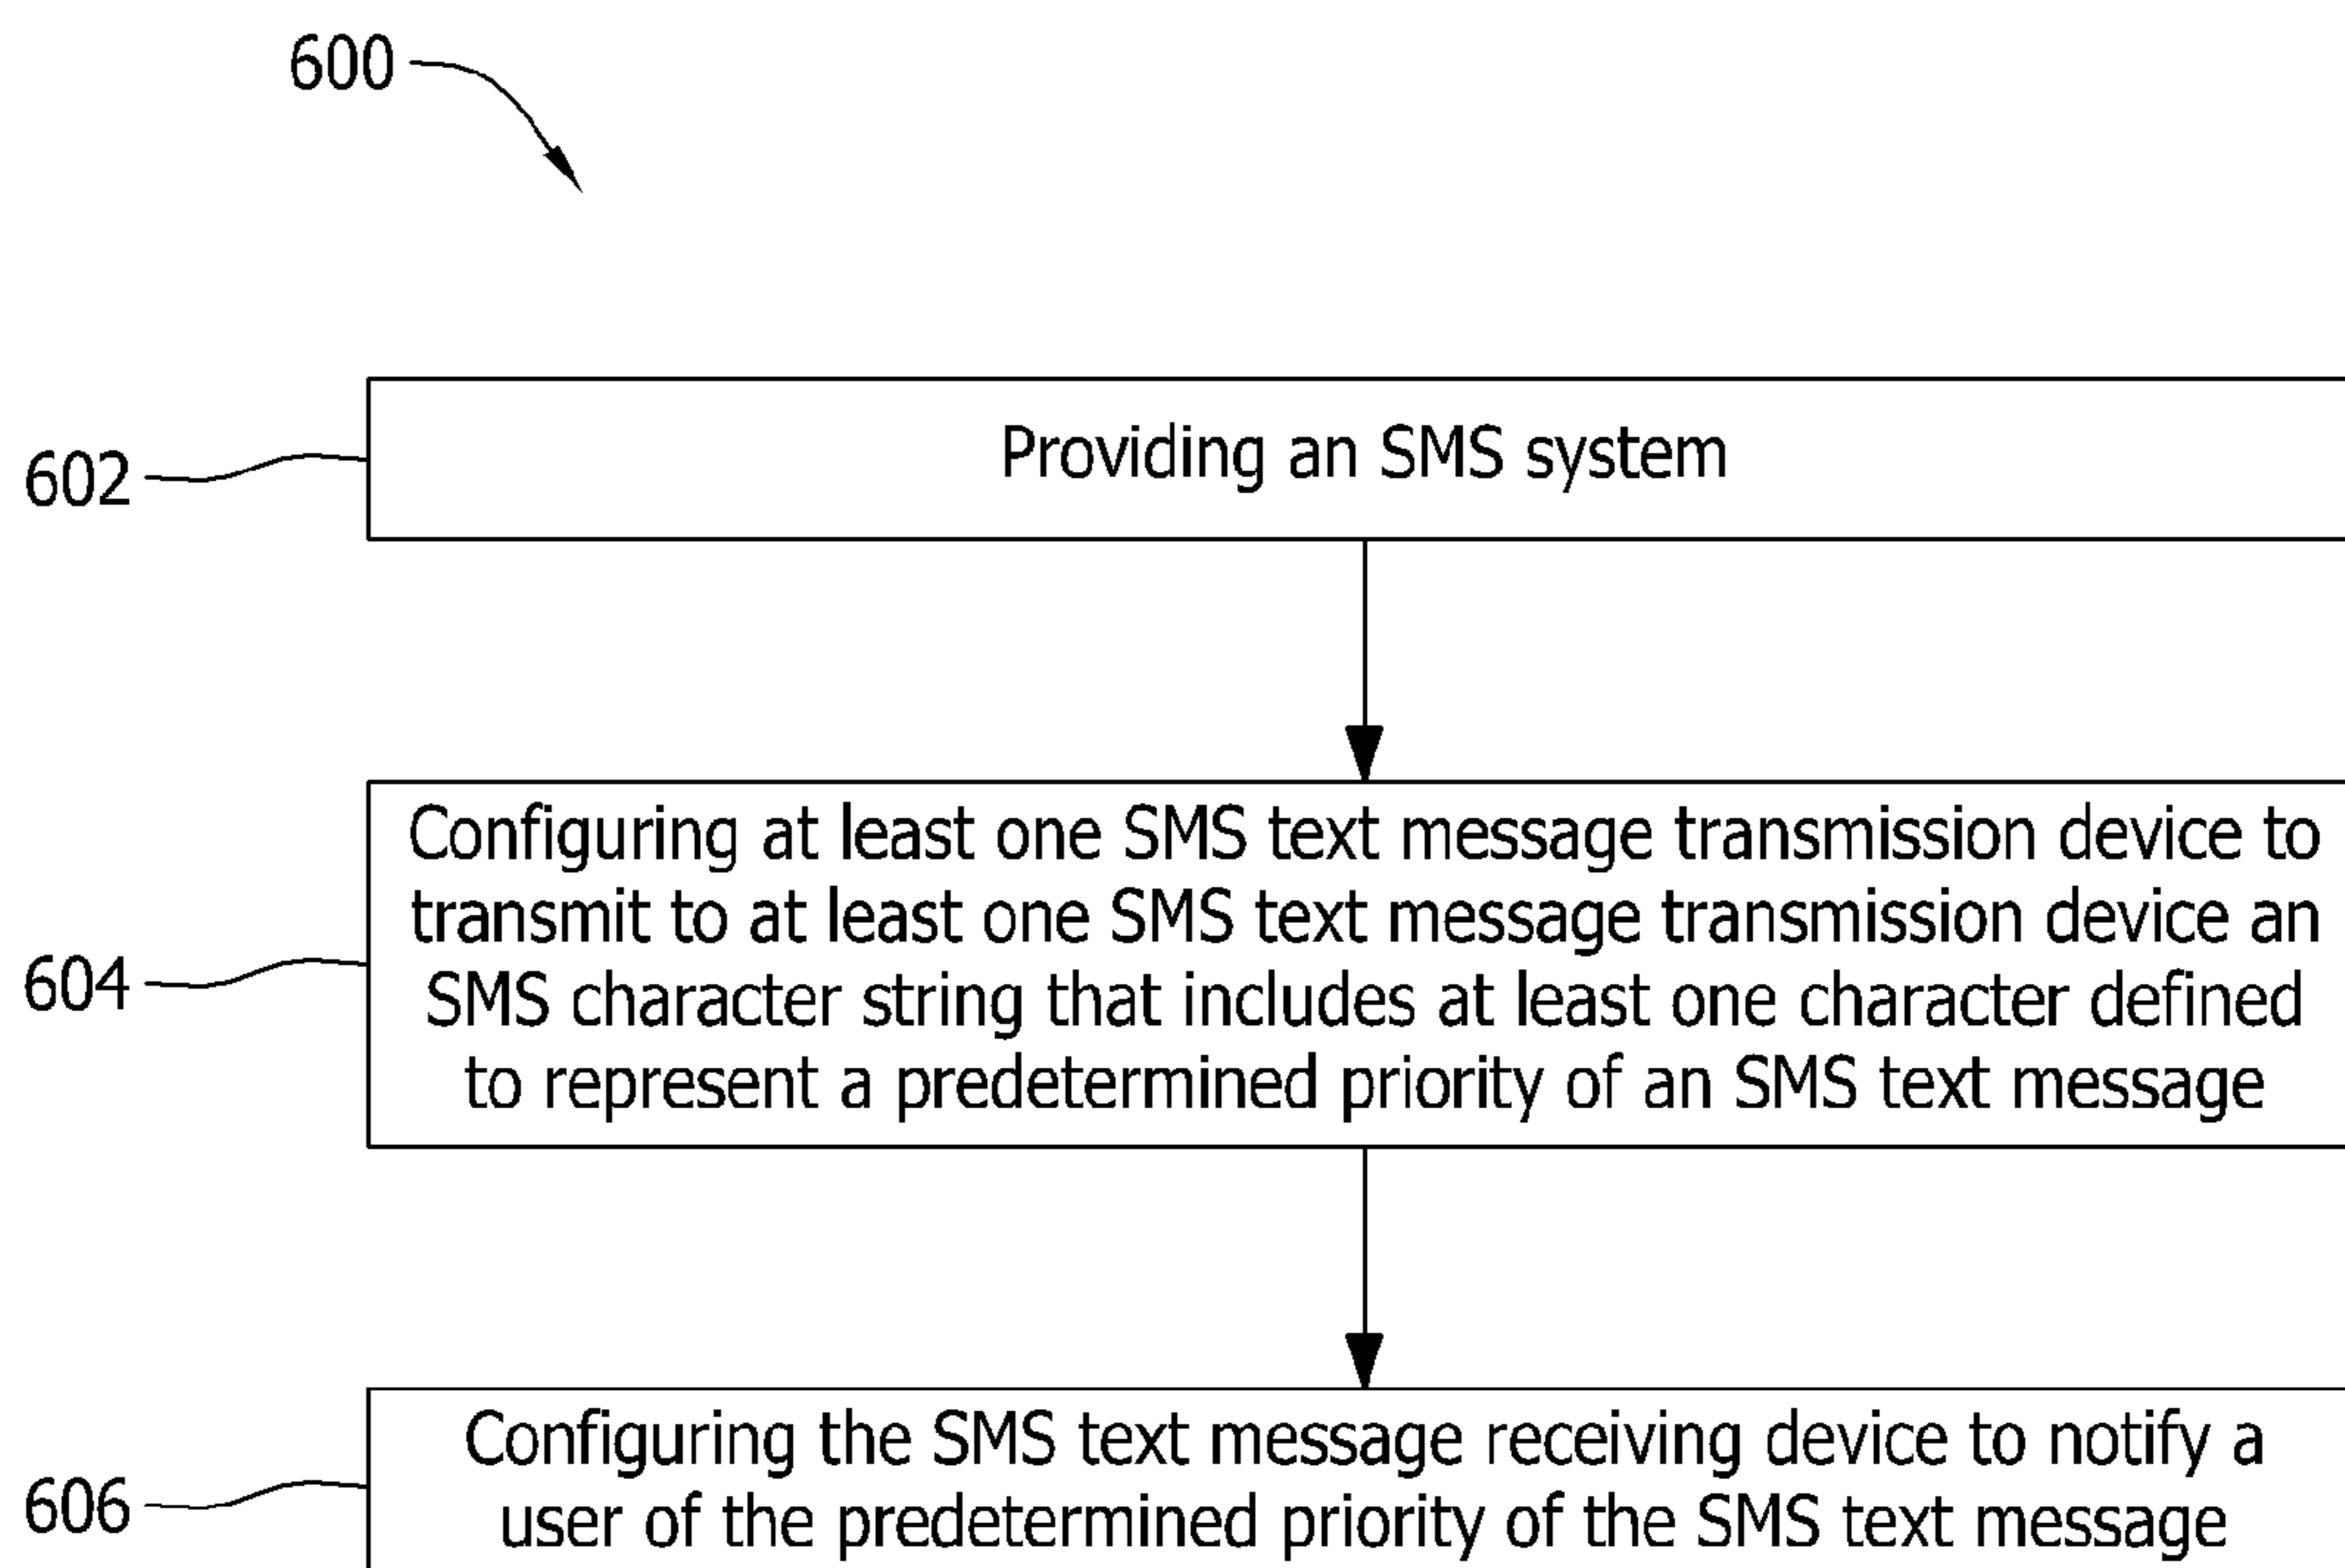 600
602
Providing an SMS system
604
Configuring at least one SMS text message transmission device to
transmit to at least one SMS text message transmission device an
SMS character string that includes at least one character defined
to represent a predetermined priority of an SMS text message
606
Configuring the SMS text message receiving device to notify a
user of the predetermined priority of the SMS text message